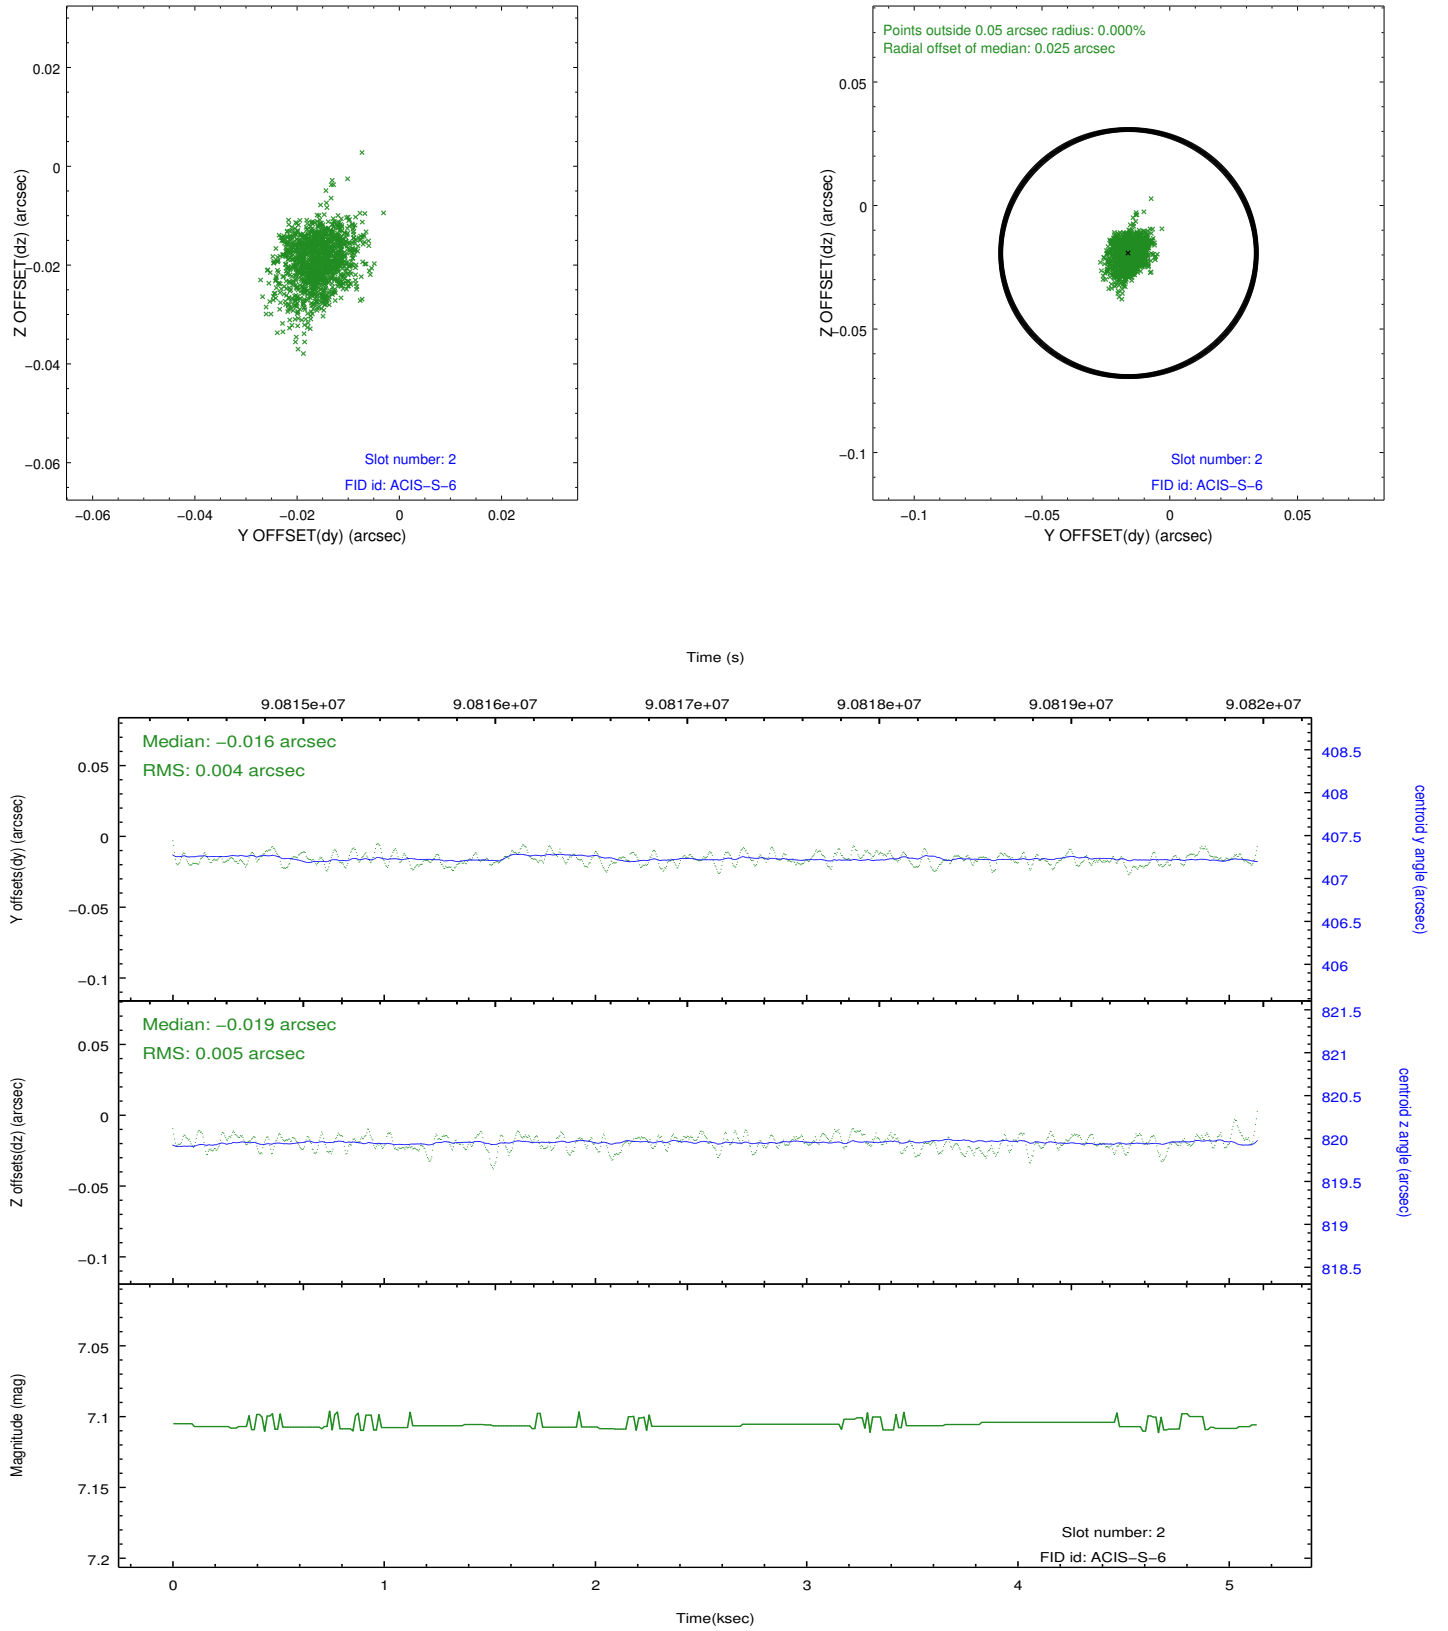 0.02
0
−0.02
−0.04
−0.06
Z OFFSET(dz) (arcsec)
Slot number: 2
FID id: ACIS−S−6
−0.06
−0.04
−0.02
0
0.02
Y OFFSET(dy) (arcsec)
Points outside 0.05 arcsec radius: 0.000%
Radial offset of median: 0.025 arcsec
0.05
0
−0.05
−0.1
Z OFFSET(dz) (arcsec)
Slot number: 2
FID id: ACIS−S−6
−0.1
−0.05
0
0.05
Y OFFSET(dy) (arcsec)
Time (s)
9.0815e+07
9.0816e+07
9.0817e+07
9.0818e+07
9.0819e+07
9.082e+07
Median: −0.016 arcsec
RMS: 0.004 arcsec
0.05
0
−0.05
−0.1
Y offsets(dy) (arcsec)
408.5
408
407.5
407
406.5
406
centroid y angle (arcsec)
Median: −0.019 arcsec
RMS: 0.005 arcsec
0.05
0
−0.05
−0.1
Z offsets(dz) (arcsec)
821.5
821
820.5
820
819.5
819
818.5
centroid z angle (arcsec)
7.05
7.1
7.15
7.2
Magnitude (mag)
Slot number: 2
FID id: ACIS−S−6
0
1
2
3
4
5
Time(ksec)